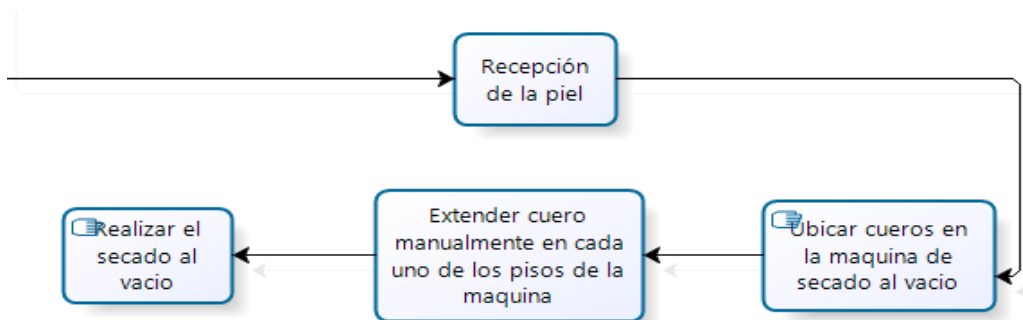 Recepción
de la piel
Ubicar cueros en
la maquina de
secado al vacio
Extender cuero
manualmente en cada
uno de los pisos de la
maquina
Realizar el
secado al
vacio